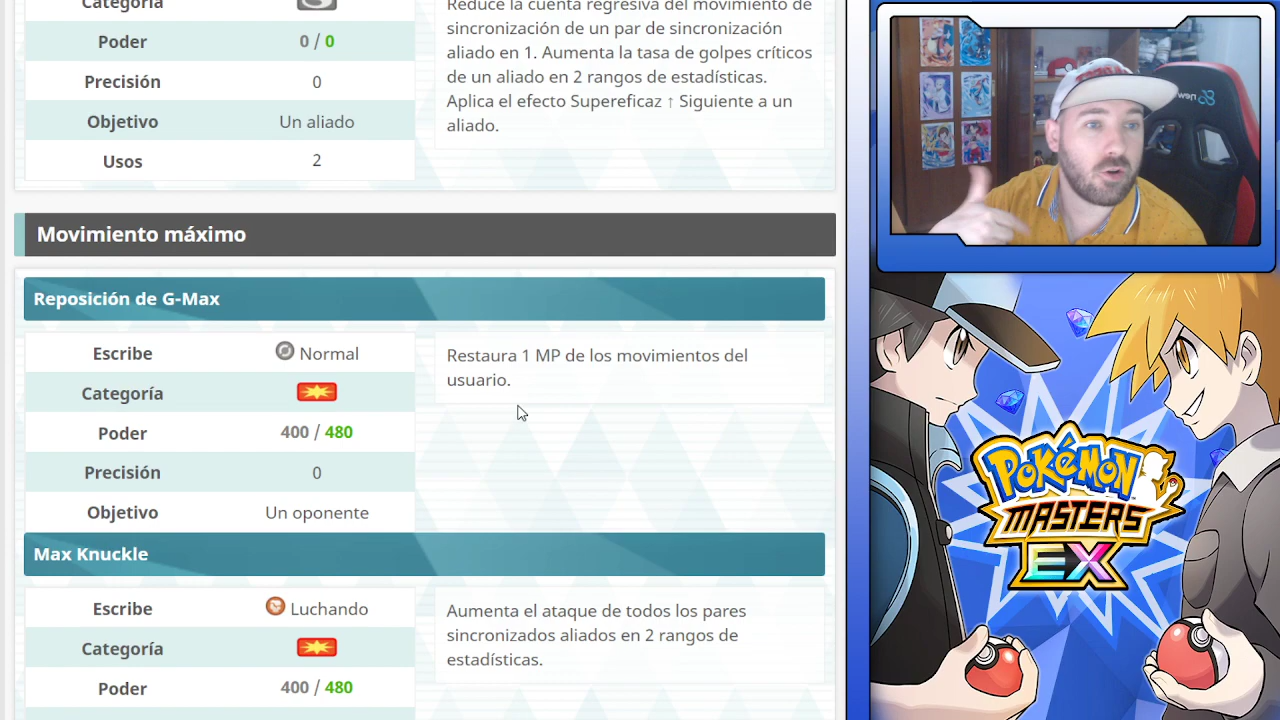 Categoría
Poder 0 / 0
Precisión 0
Objetivo Un aliado
Usos 2
Reduce la cuenta regresiva del movimiento de
sincronización de un par de sincronización
aliado en 1. Aumenta la tasa de golpes críticos
de un aliado en 2 rangos de estadísticas.
Aplica el efecto Supereficaz ↑ Siguiente a un
aliado.
Movimiento máximo
Reposición de G-Max
Escribe Normal
Categoría
Poder 400 / 480
Precisión 0
Objetivo Un oponente
Restaura 1 MP de los movimientos del
usuario.
Max Knuckle
Escribe Luchando
Categoría
Poder 400 / 480
Aumenta el ataque de todos los pares
sincronizados aliados en 2 rangos de
estadísticas.
POKéMON
MASTERS
EX